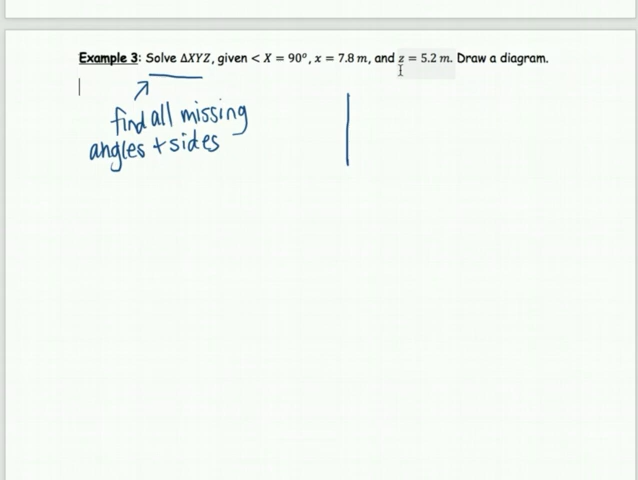 Example 3: Solve ΔXYZ, given < X = 90°, x = 7.8 m, and z = 5.2 m. Draw a diagram.
find all missing
angles + sides